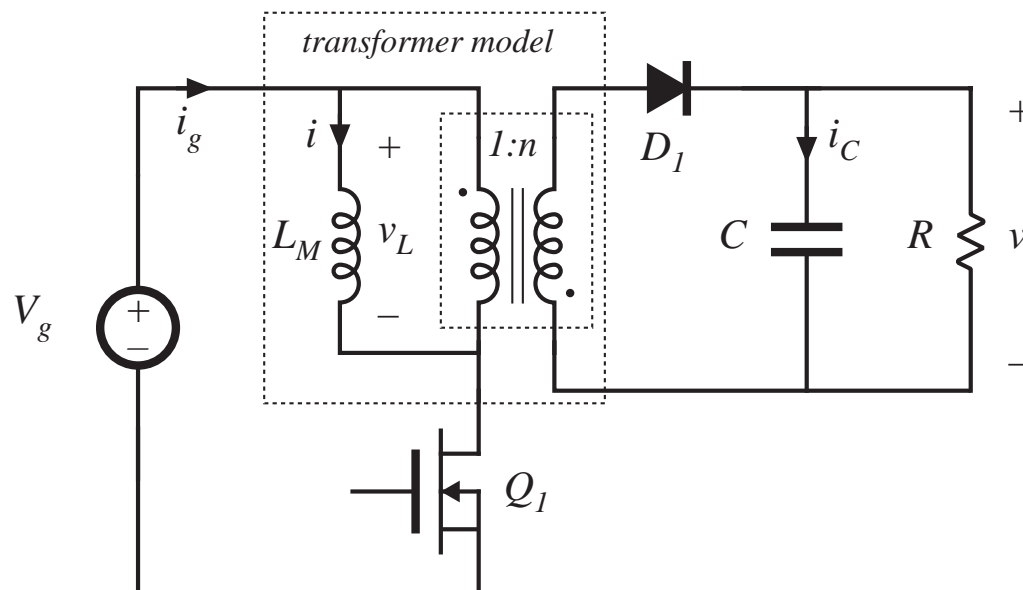 transformer model
i_g
i
+
1:n
D_1
i_C
+
L_M
v_L
C
R
v
V_g
+
−
−
−
Q_1